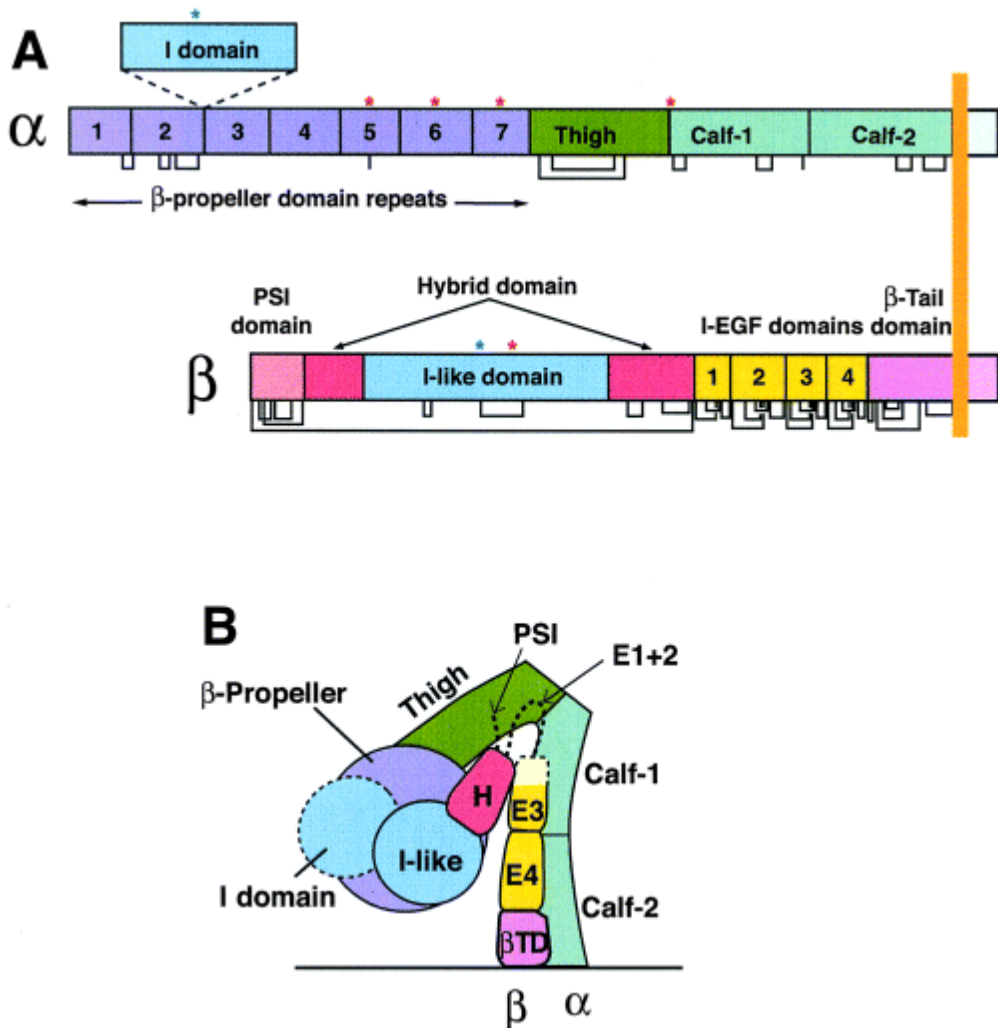 A
*
I domain
* * * *
α
1 2 3 4 5 6 7 Thigh Calf-1 Calf-2
β-propeller domain repeats
Hybrid domain
PSI
domain
β-Tail
I-EGF domains domain
* *
β
I-like domain
1 2 3 4
B
PSI
E1+2
Thigh
β-Propeller
Calf-1
H
E3
I-like
E4
I domain
Calf-2
βTD
β α